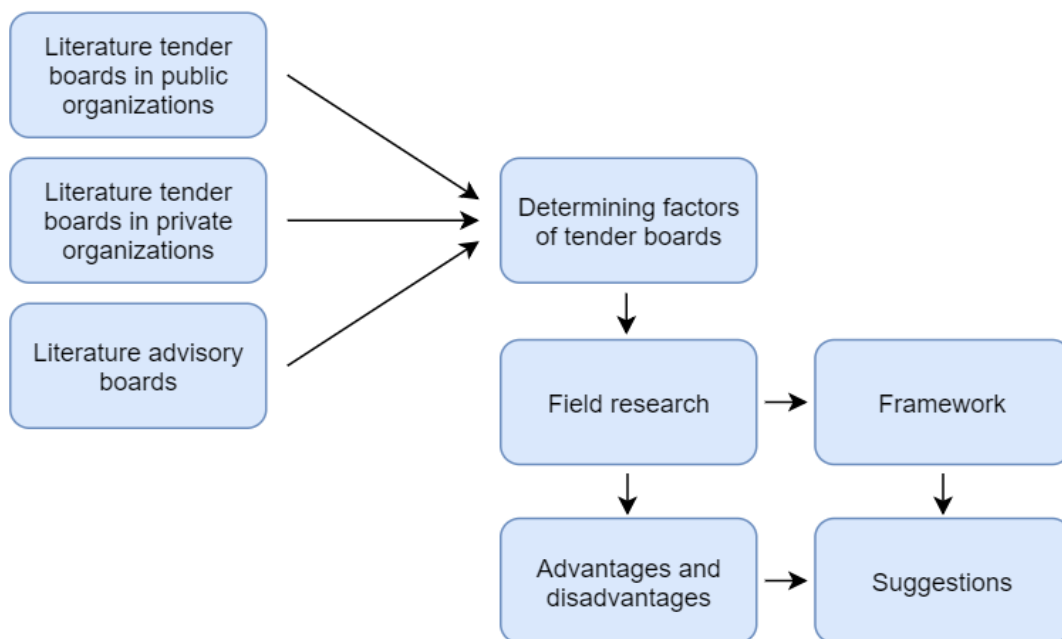 Literature tender
boards in public
organizations
Literature tender
boards in private
organizations
Literature advisory
boards
Determining factors
of tender boards
Field research
Framework
Advantages and
disadvantages
Suggestions